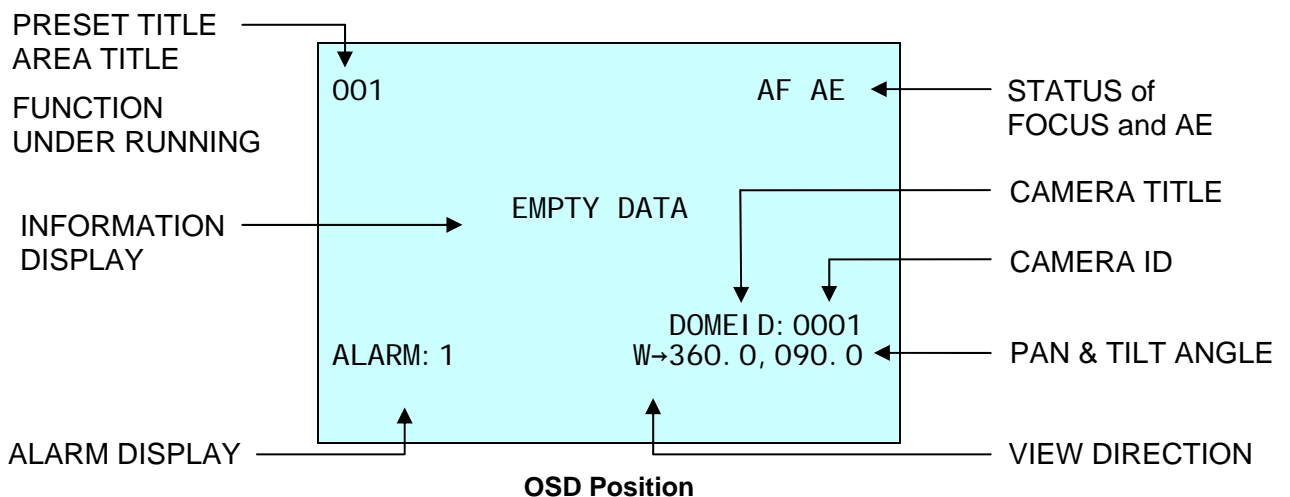 PRESET TITLE
AREA TITLE
FUNCTION
UNDER RUNNING
INFORMATION
DISPLAY
ALARM DISPLAY
001
AF AE
EMPTY DATA
DOMEID: 0001
ALARM: 1
W→360.0,090.0
STATUS of
FOCUS and AE
CAMERA TITLE
CAMERA ID
PAN & TILT ANGLE
VIEW DIRECTION
OSD Position